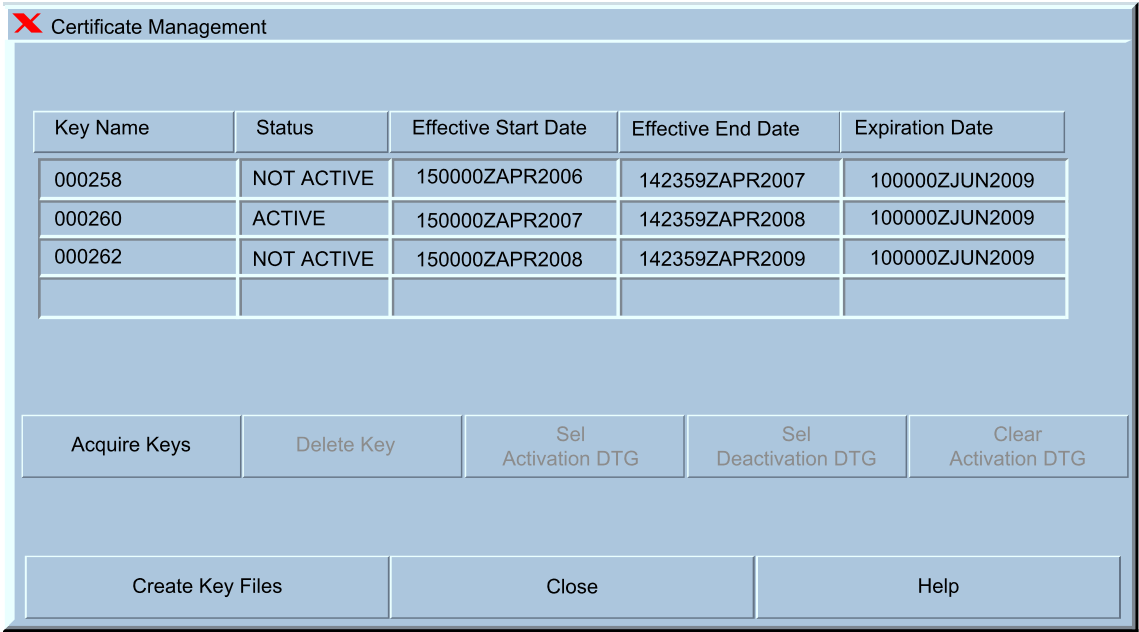 Certificate Management
Key Name Status Effective Start Date Effective End Date Expiration Date
000258 NOT ACTIVE 150000ZAPR2006 142359ZAPR2007 100000ZJUN2009
000260 ACTIVE 150000ZAPR2007 142359ZAPR2008 100000ZJUN2009
000262 NOT ACTIVE 150000ZAPR2008 142359ZAPR2009 100000ZJUN2009
Acquire Keys
Delete Key
Sel
Activation DTG
Sel
Deactivation DTG
Clear
Activation DTG
Create Key Files
Close
Help